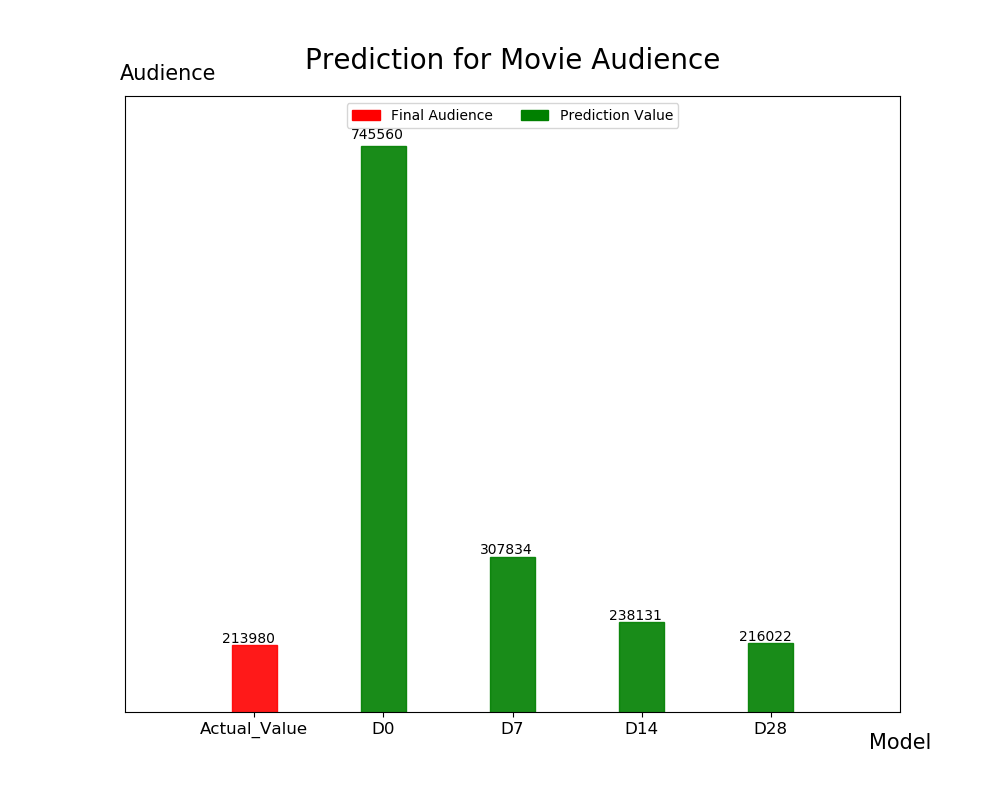 Prediction for Movie Audience
Audience
Final Audience
Prediction Value
745560
307834
238131
216022
213980
Actual_Value
D0
D7
D14
D28
Model